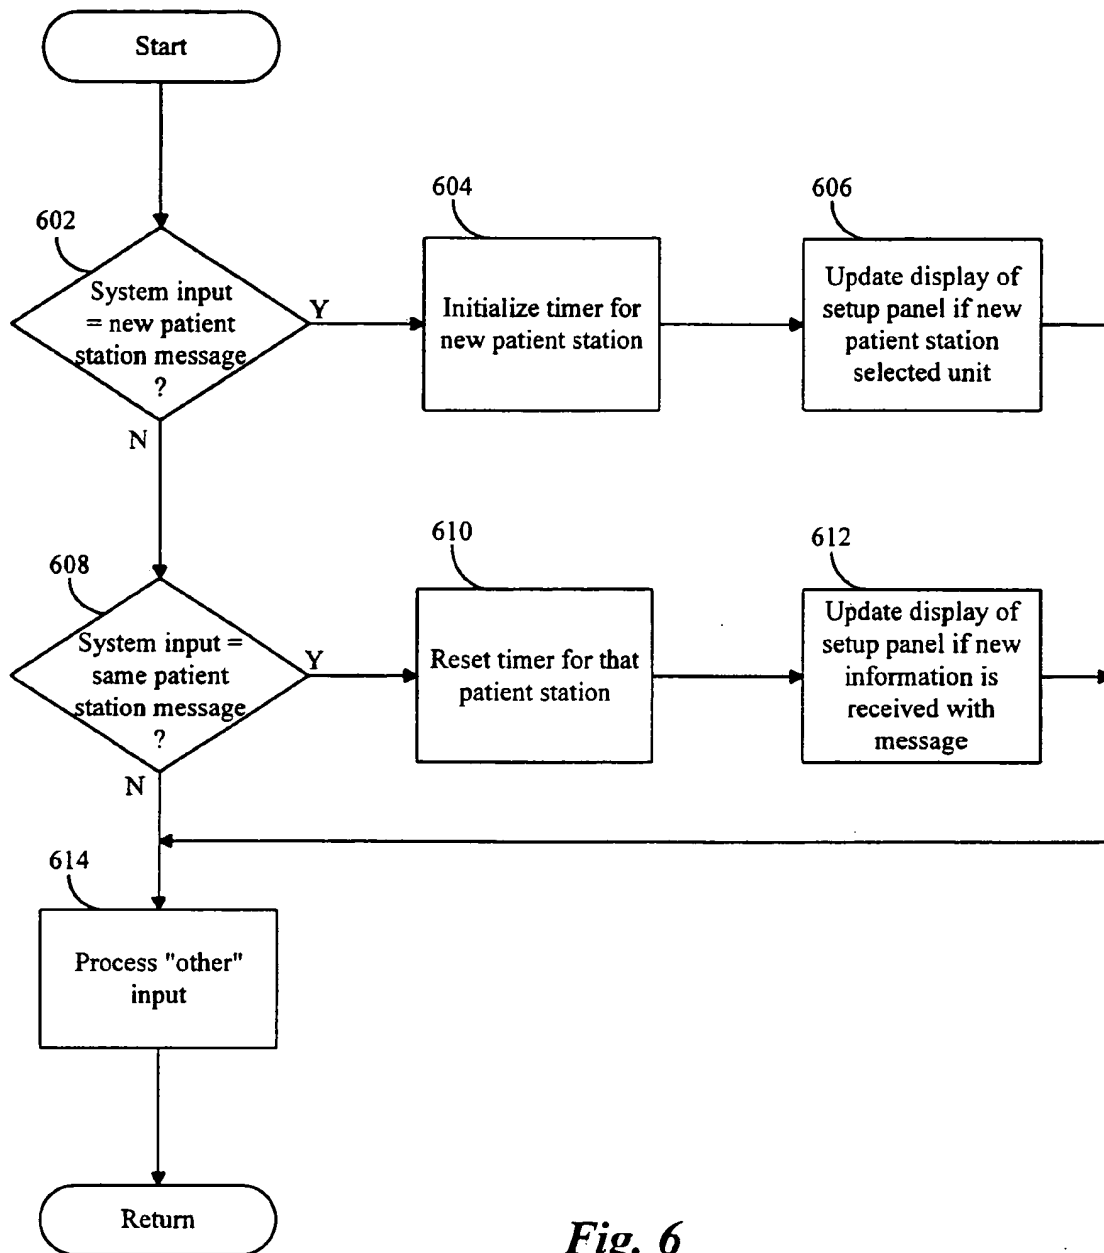 Start
602
System input
= new patient
station message
?
Y
N
604
Initialize timer for
new patient station
606
Update display of
setup panel if new
patient station
selected unit
608
System input =
same patient
station message
?
Y
N
610
Reset timer for that
patient station
612
Update display of
setup panel if new
information is
received with
message
614
Process "other"
input
Return
Fig. 6